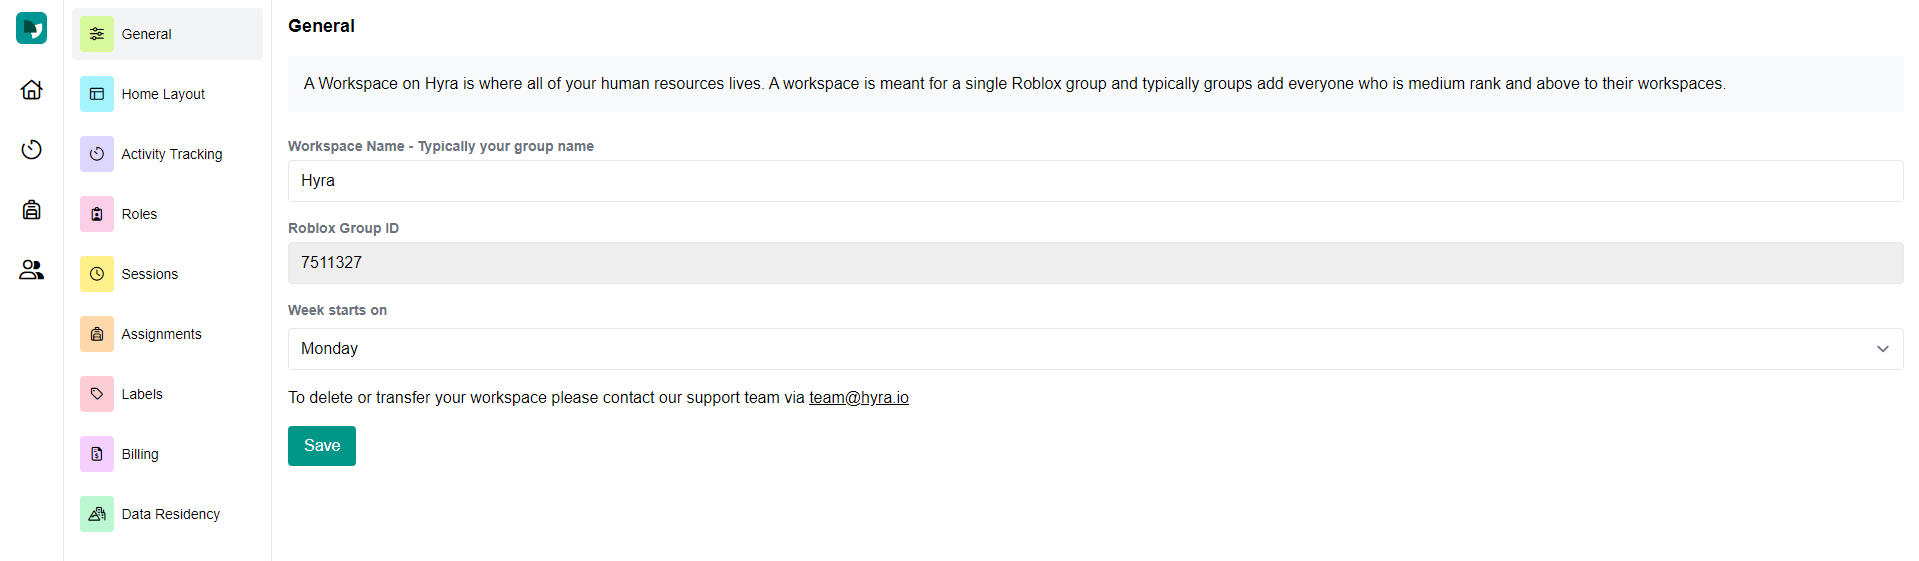 General
Home Layout
Activity Tracking
Roles
Sessions
Assignments
Labels
Billing
Data Residency
General
A Workspace on Hyra is where all of your human resources lives. A workspace is meant for a single Roblox group and typically groups add everyone who is medium rank and above to their workspaces.
Workspace Name - Typically your group name
Hyra
Roblox Group ID
7511327
Week starts on
Monday
To delete or transfer your workspace please contact our support team via team@hyra.io
Save